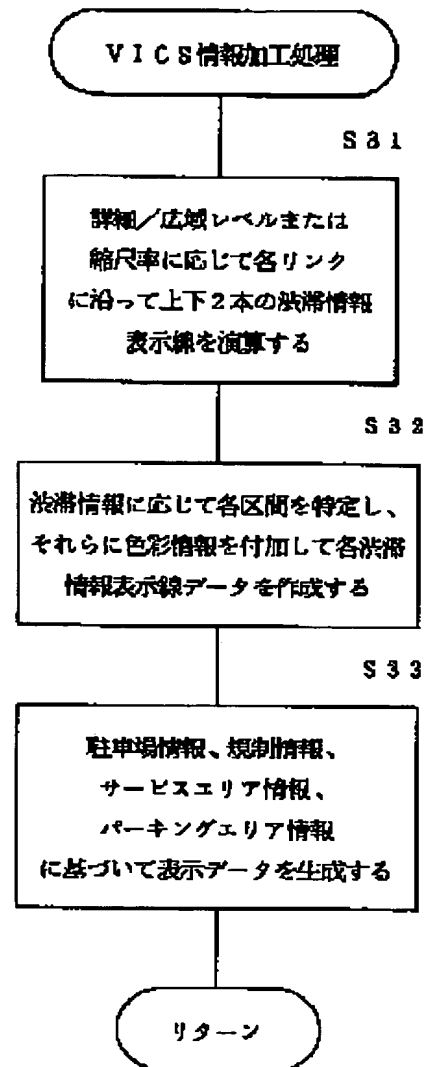 VICS情報加工処理
S31
詳細／広域レベルまたは
縮尺率に応じて各リンク
に沿って上下2本の渋滞情報
表示線を演算する
S32
渋滞情報に応じて各区間を特定し、
それらに色彩情報を付加して各渋滞
情報表示線データを作成する
S33
駐車場情報、規制情報、
サービスエリア情報、
パーキングエリア情報
に基づいて表示データを生成する
リターン